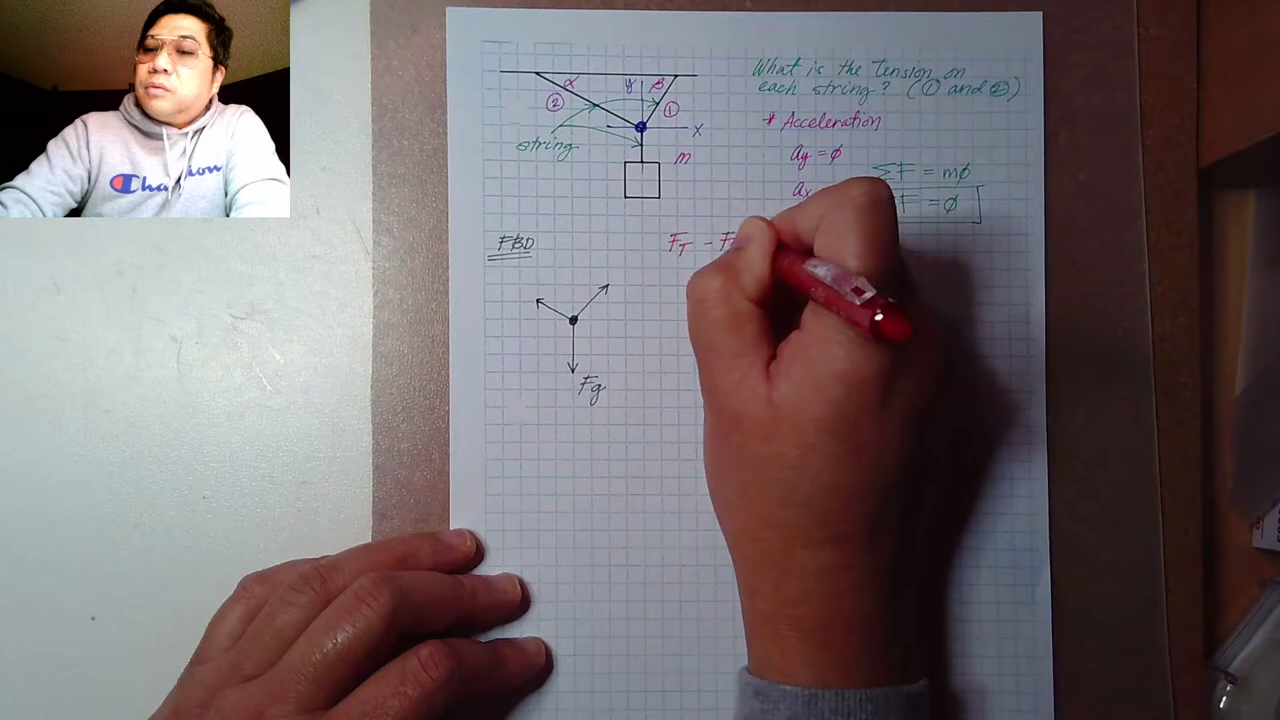 Champion
What is the tension on
each string? (① and ②)
α
y
β
②
①
x
string
m
* Acceleration
ay = ∅
ax
ΣF = m∅
F = ∅
FBD
FT - F
Fg